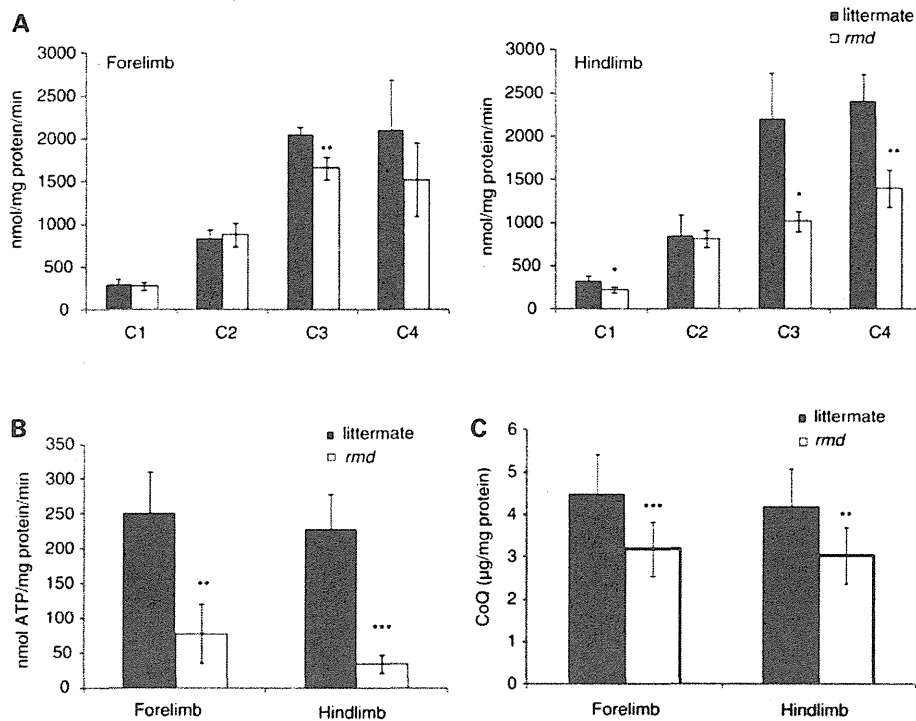 A
littermate
rmd
Forelimb
nmol/mg protein/min
3000
2500
2000
1500
1000
500
0
**
C1 C2 C3 C4
Hindlimb
nmol/mg protein/min
3000
2500
2000
1500
1000
500
0
*
*
**
C1 C2 C3 C4
B
littermate
rmd
nmol ATP/mg protein/min
350
300
250
200
150
100
50
0
**
***
Forelimb Hindlimb
C
littermate
rmd
CoQ (µg/mg protein)
6
5
4
3
2
1
0
***
**
Forelimb Hindlimb